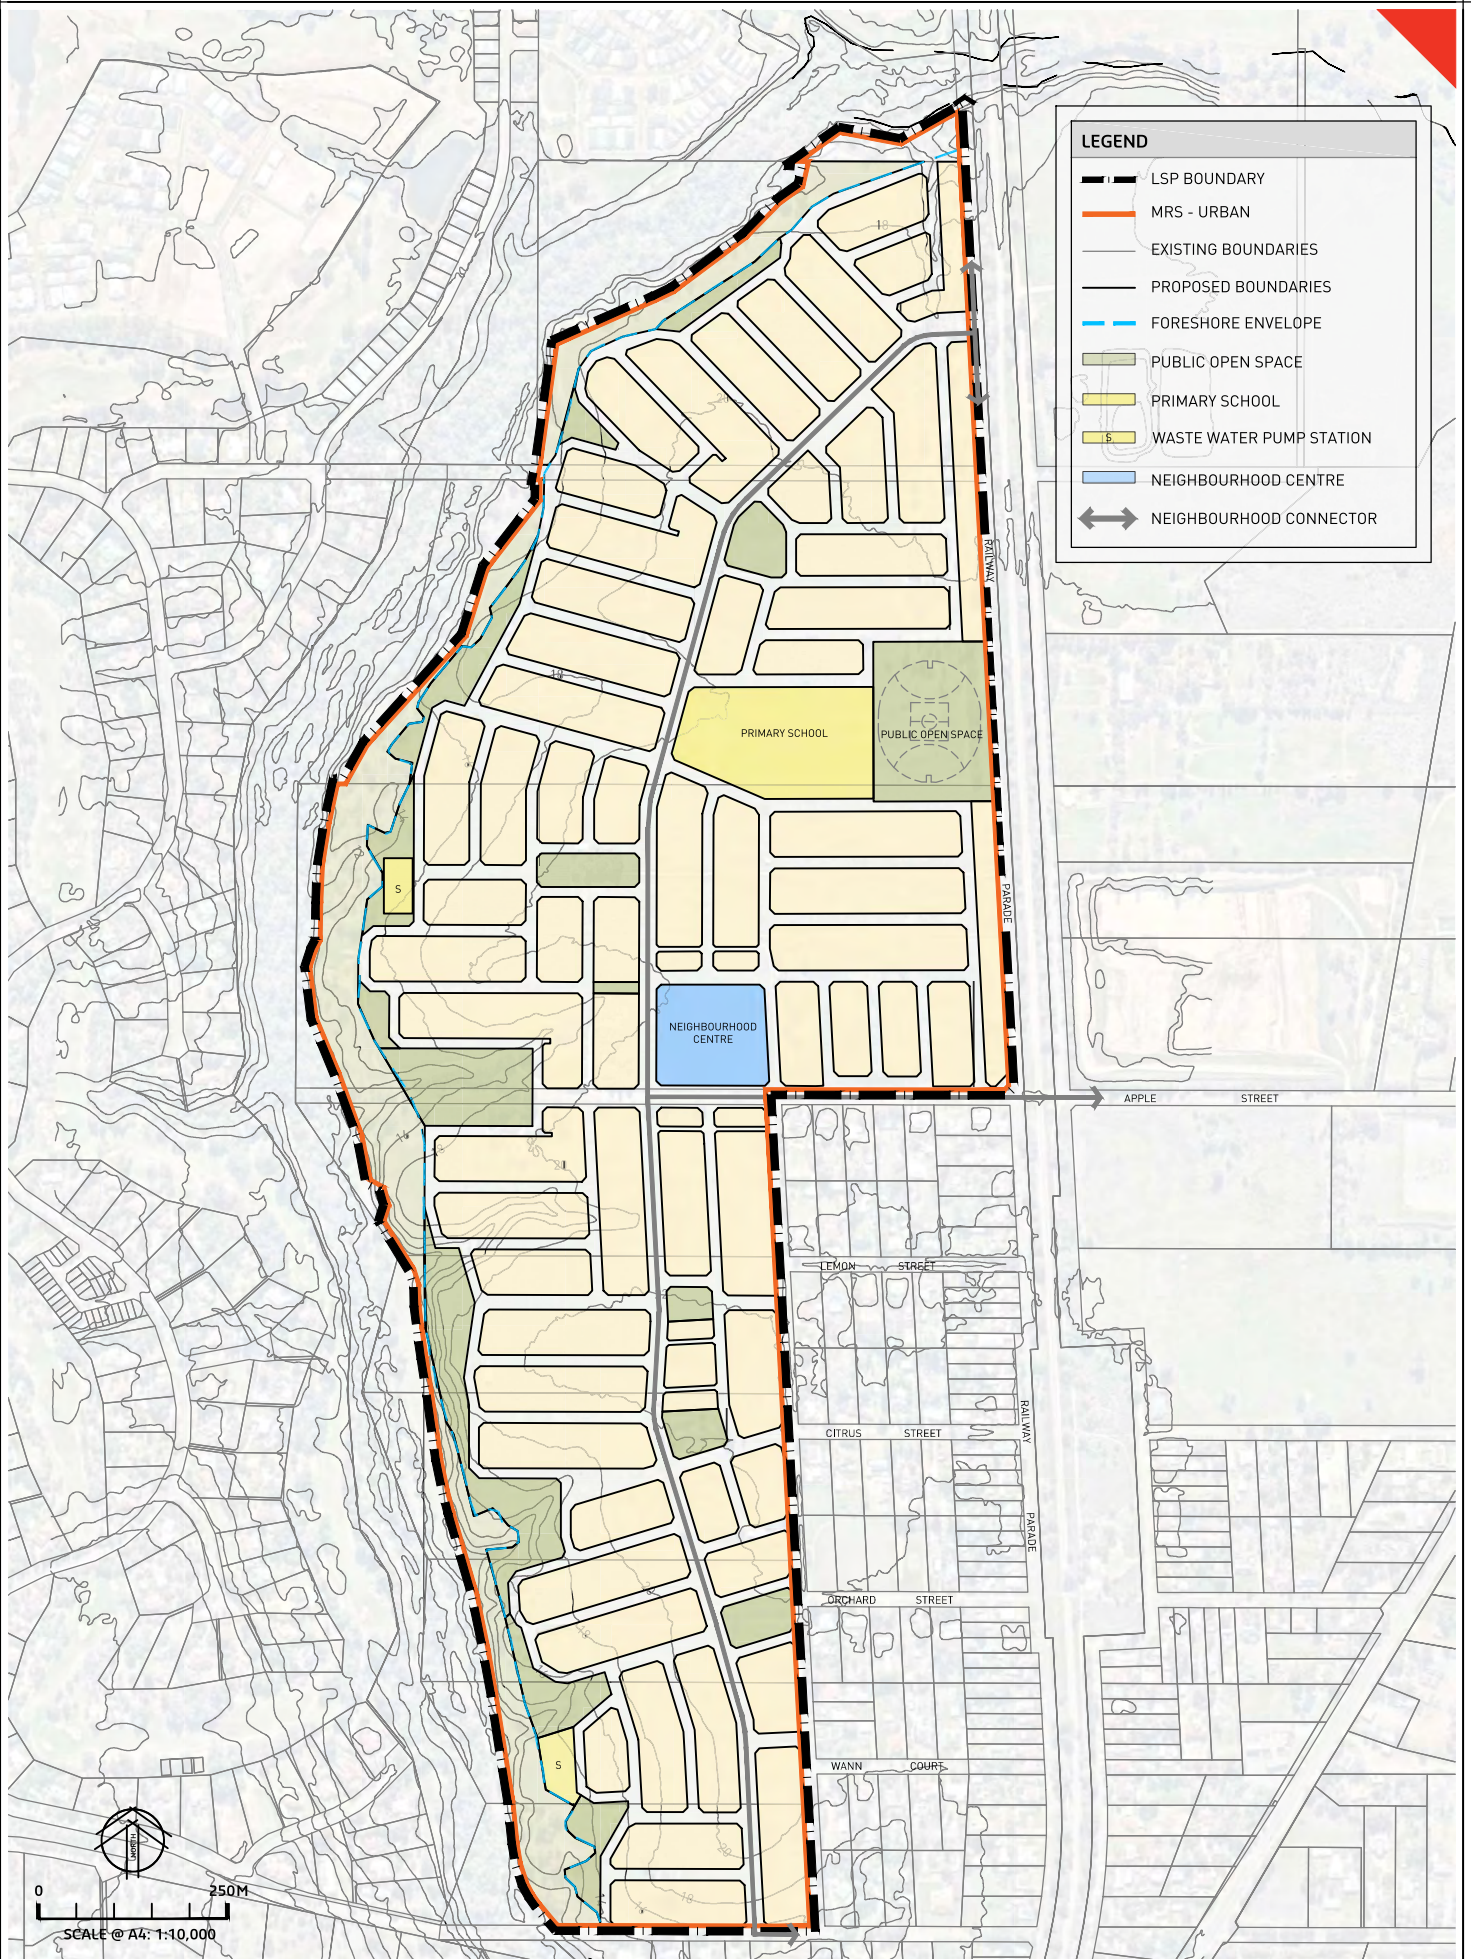 LEGEND
LSP BOUNDARY
MRS - URBAN
EXISTING BOUNDARIES
PROPOSED BOUNDARIES
FORESHORE ENVELOPE
PUBLIC OPEN SPACE
PRIMARY SCHOOL
S WASTE WATER PUMP STATION
NEIGHBOURHOOD CENTRE
NEIGHBOURHOOD CONNECTOR
18
RAILWAY
PRIMARY SCHOOL
PUBLIC OPEN SPACE
S
PARADE
NEIGHBOURHOOD
CENTRE
APPLE STREET
LEMON STREET
RAILWAY
CITRUS STREET
PARADE
ORCHARD STREET
S
WANN COURT
NORTH
0 250M
SCALE @ A4: 1:10,000